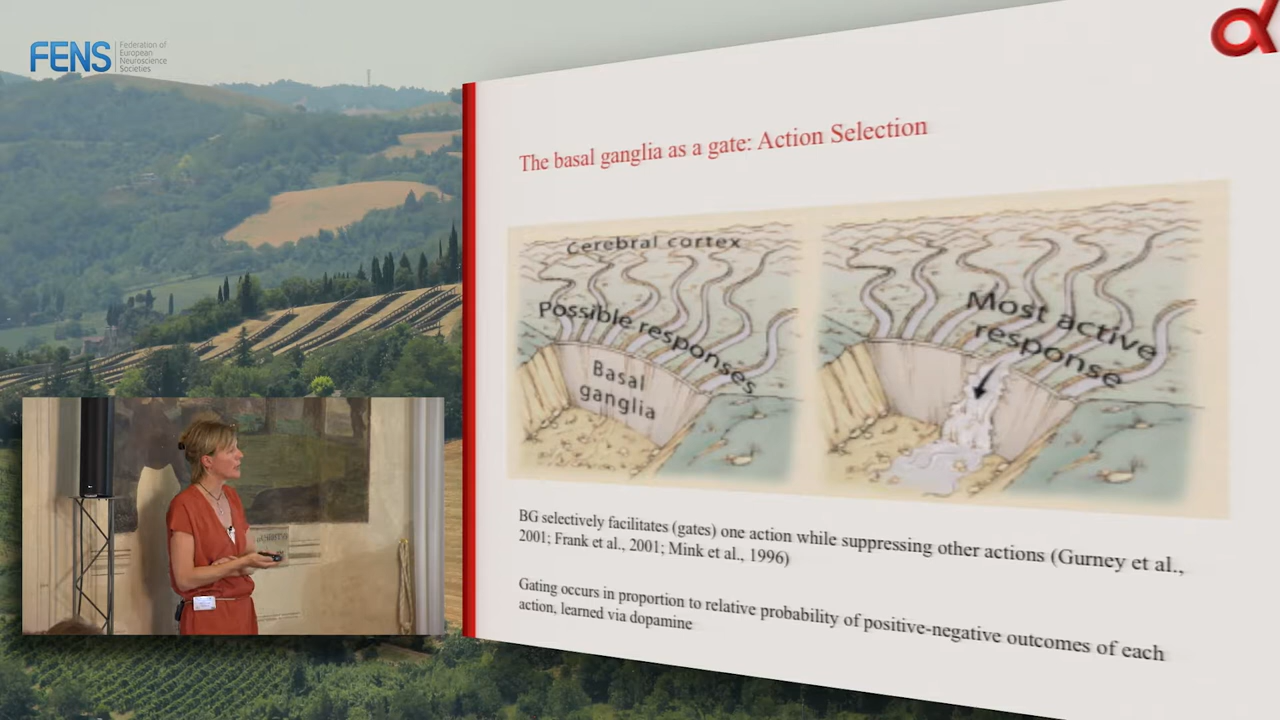 FENS
Federation of
European
Neuroscience
Societies
The basal ganglia as a gate: Action Selection
Cerebral cortex
Possible responses
Basal
ganglia
Most active
response
BG selectively facilitates (gates) one action while suppressing other actions (Gurney et al.,
2001; Frank et al., 2001; Mink et al., 1996)
Gating occurs in proportion to relative probability of positive-negative outcomes of each
action, learned via dopamine